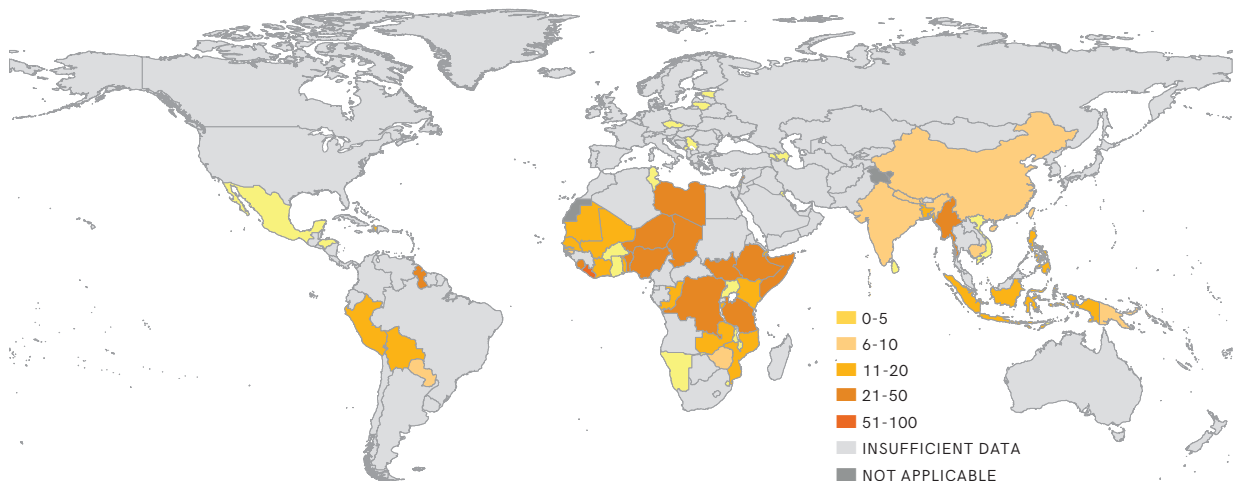 0-5
6-10
11-20
21-50
51-100
INSUFFICIENT DATA
NOT APPLICABLE